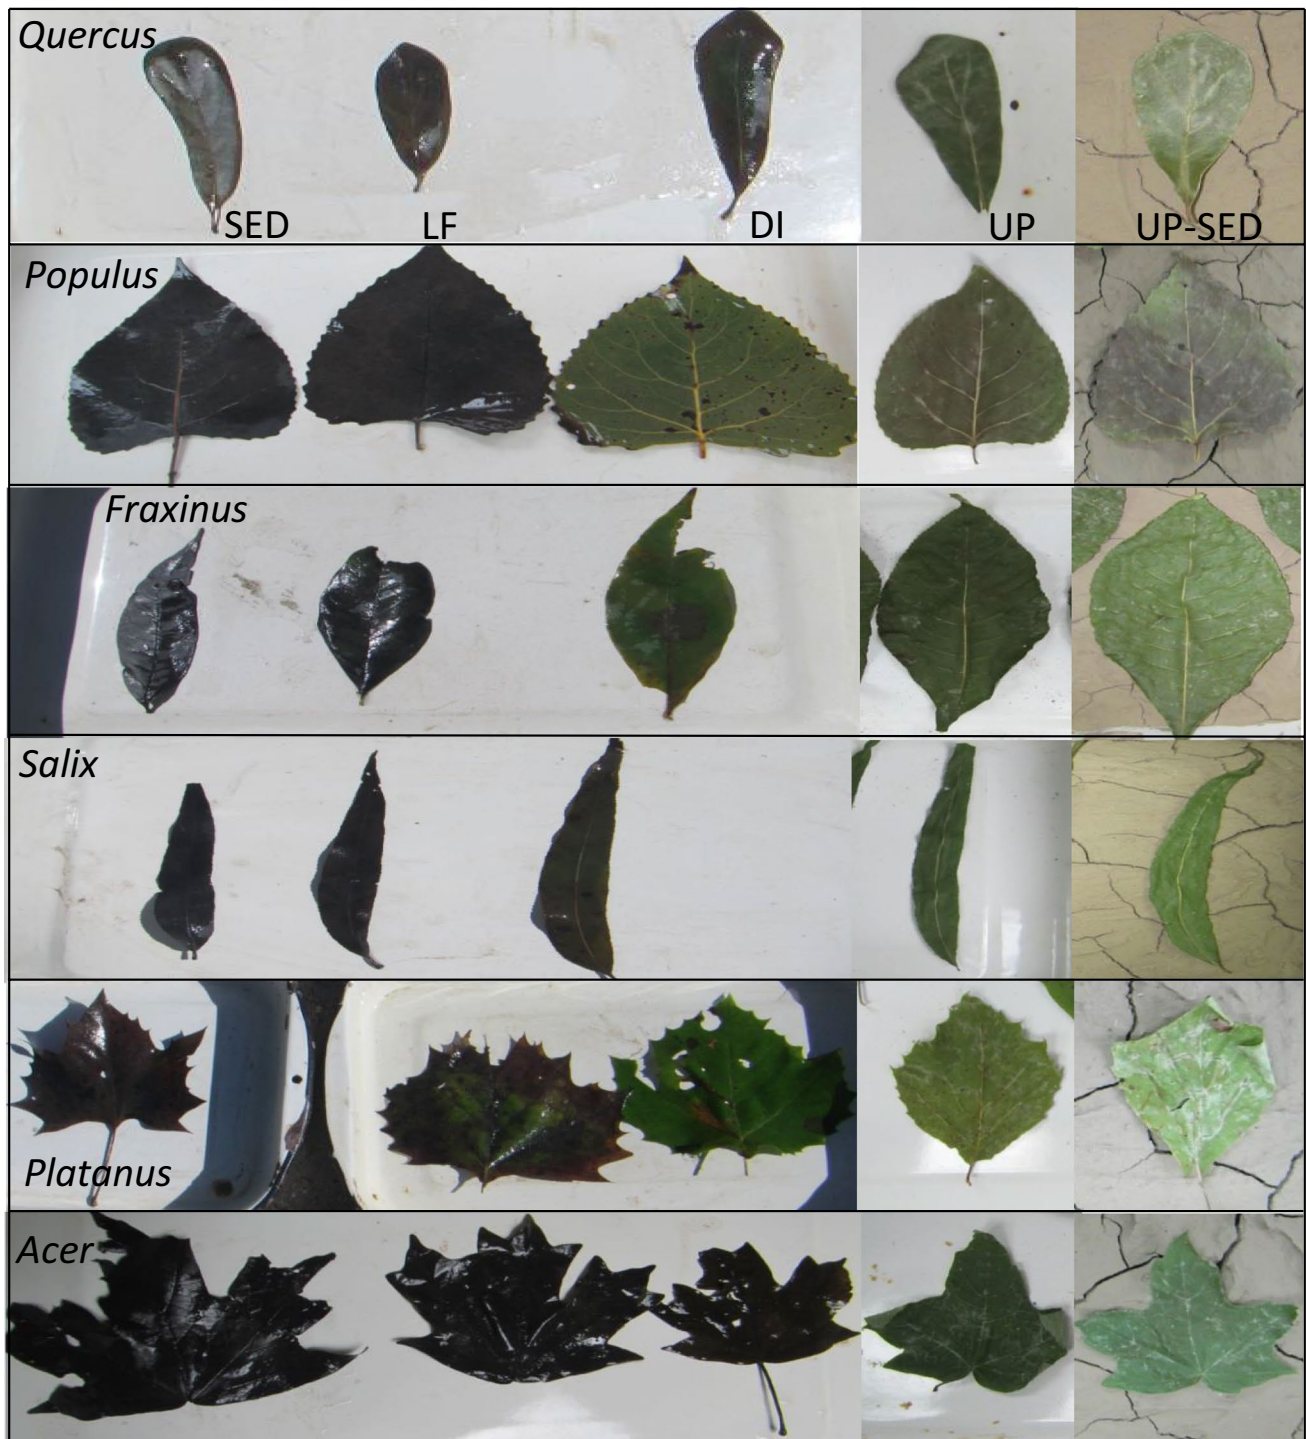 Quercus
SED LF DI UP UP-SED
Populus
Fraxinus
Salix
Platanus
Acer